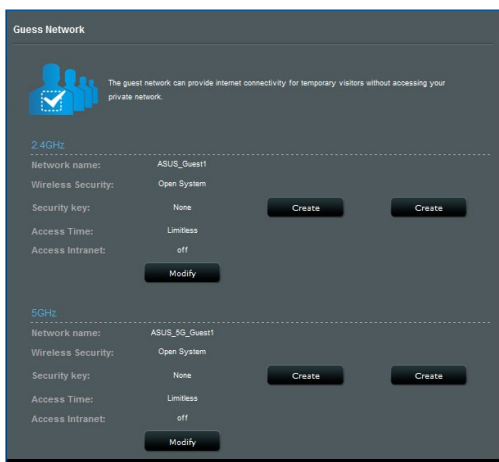 Guess Network
The guest network can provide internet connectivity for temporary visitors without accessing your
private network.
2.4GHz
Network name: ASUS_Guest1
Wireless Security: Open System
Security key: None Create Create
Access Time: Limitless
Access Intranet: off
Modify
5GHz
Network name: ASUS_5G_Guest1
Wireless Security: Open System
Security key: None Create Create
Access Time: Limitless
Access Intranet: off
Modify